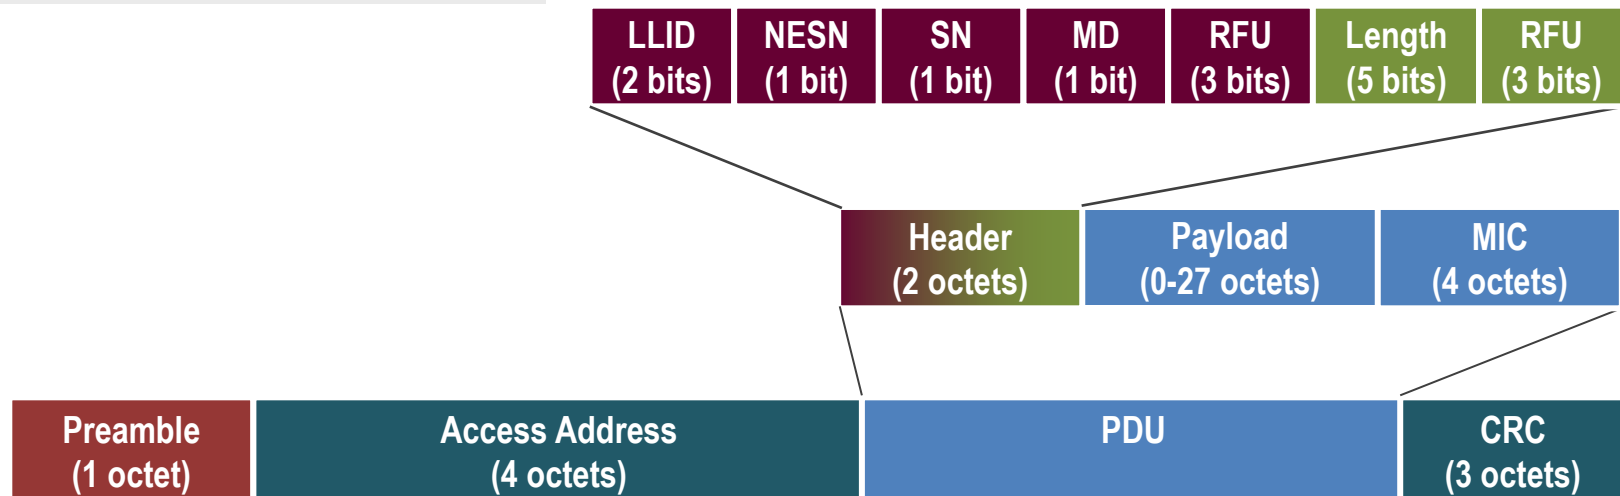 LLID NESN SN MD RFU Length RFU
(2 bits) (1 bit) (1 bit) (1 bit) (3 bits) (5 bits) (3 bits)
Header Payload MIC
(2 octets) (0-27 octets) (4 octets)
Preamble Access Address PDU CRC
(1 octet) (4 octets) (3 octets)